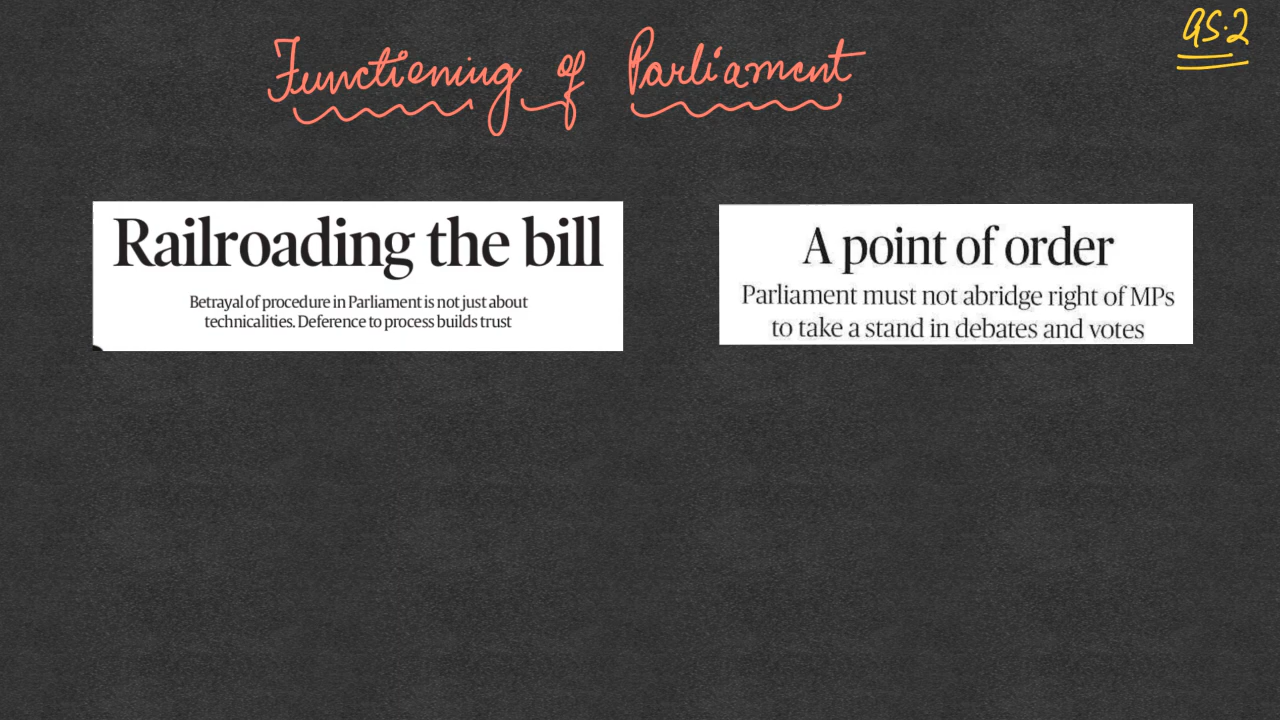 Functioning of Parliament
GS.2
Railroading the bill
Betrayal of procedure in Parliament is not just about
technicalities. Deference to process builds trust
A point of order
Parliament must not abridge right of MPs
to take a stand in debates and votes